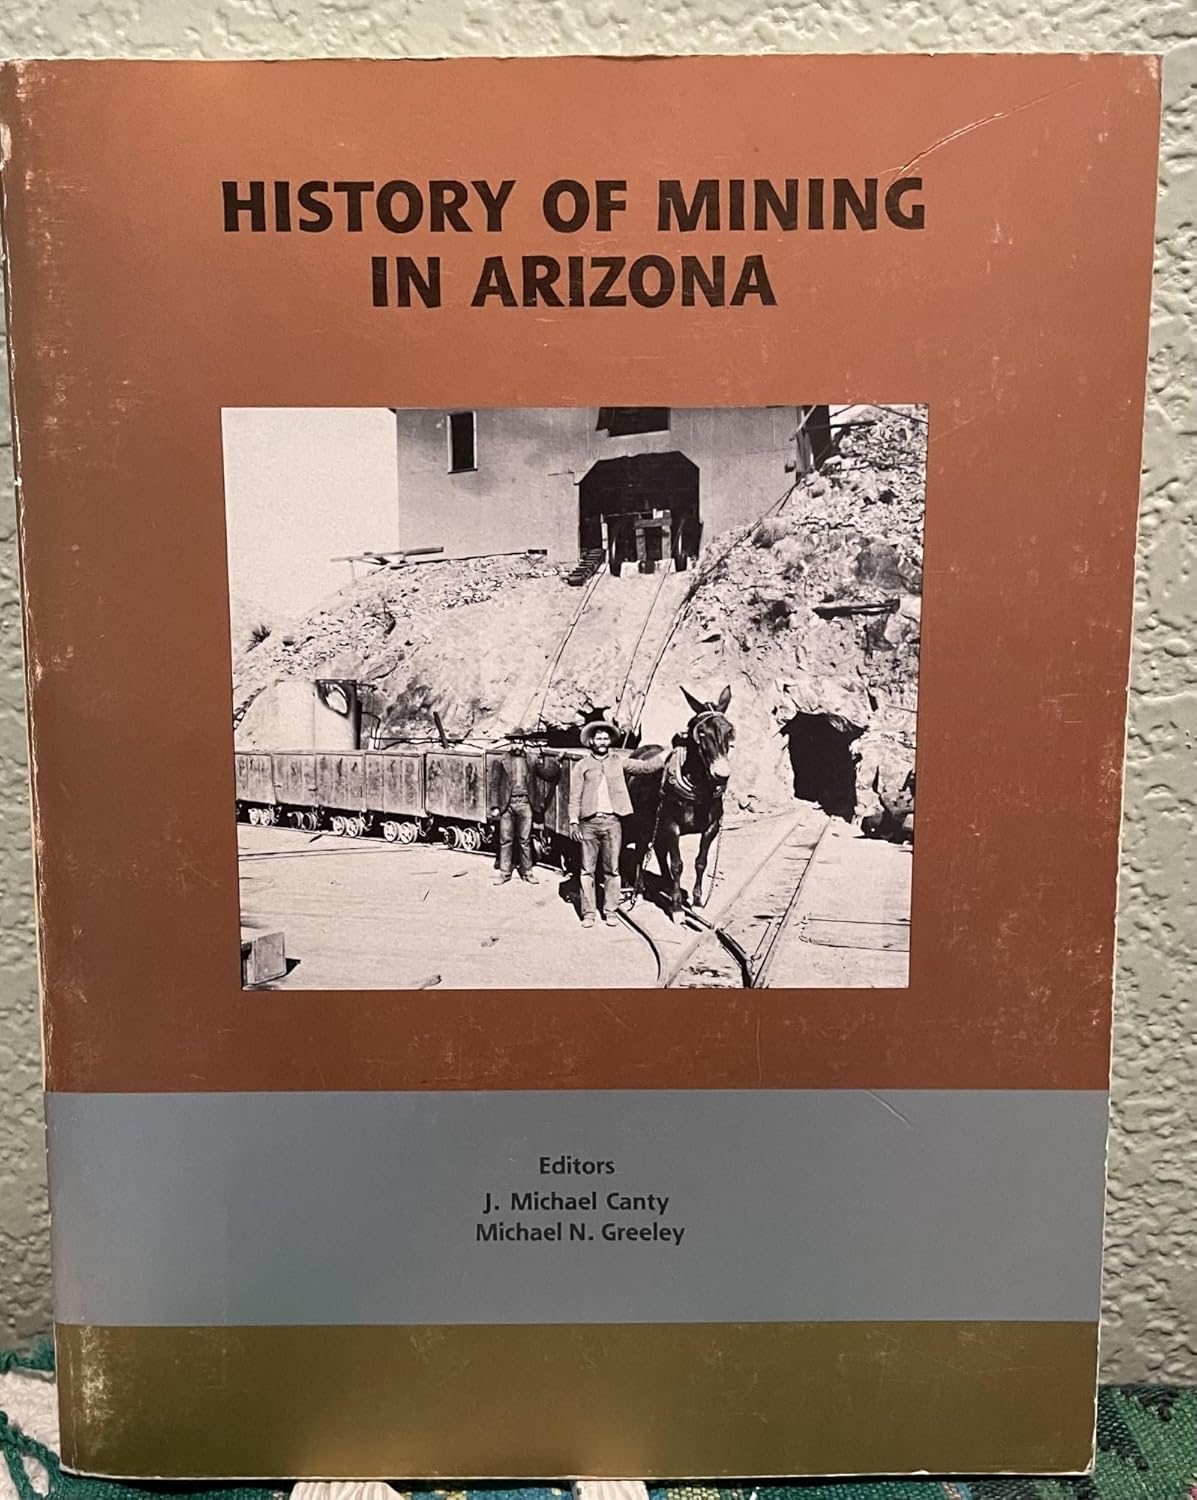 HISTORY OF MINING
IN ARIZONA
Editors
J. Michael Canty
Michael N. Greeley